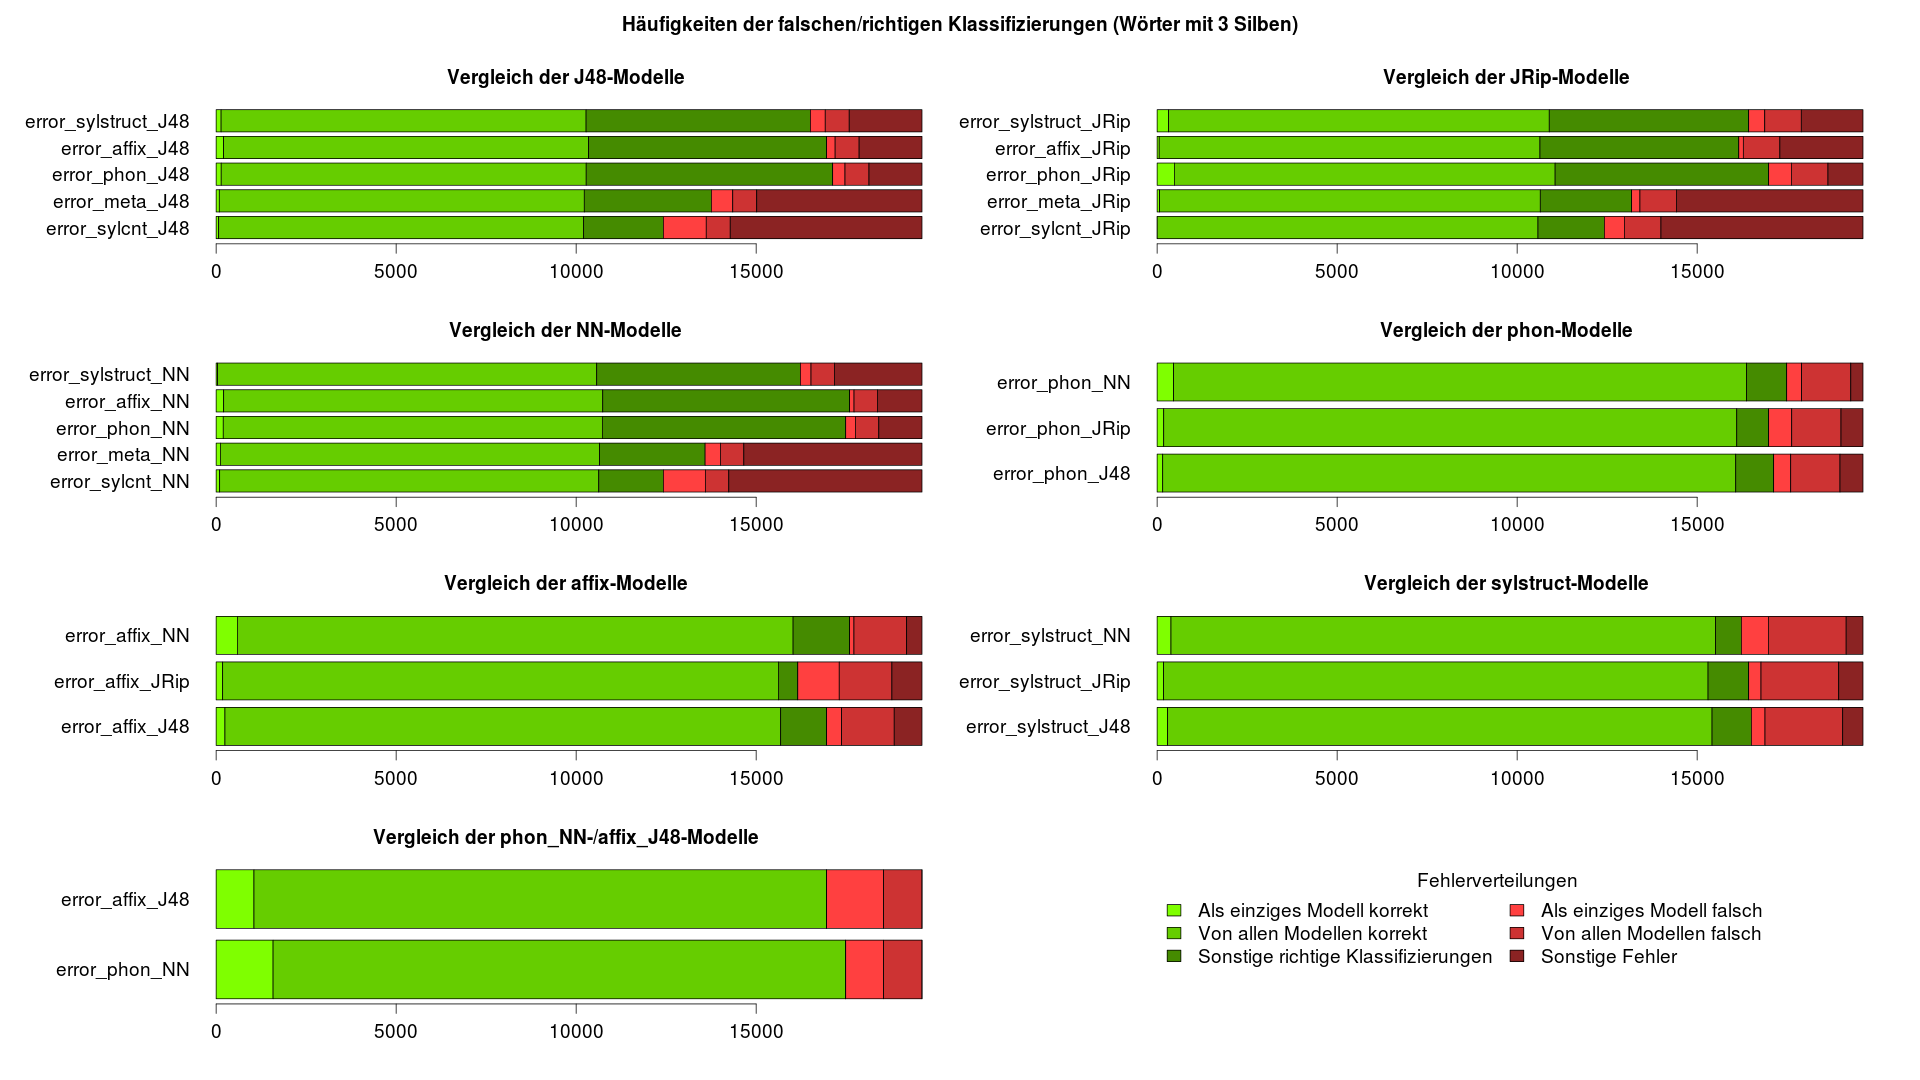 Häufigkeiten der falschen/richtigen Klassifizierungen (Wörter mit 3 Silben)
Vergleich der J48-Modelle
error_sylstruct_J48
error_affix_J48
error_phon_J48
error_meta_J48
error_sylcnt_J48
0 5000 10000 15000
Vergleich der JRip-Modelle
error_sylstruct_JRip
error_affix_JRip
error_phon_JRip
error_meta_JRip
error_sylcnt_JRip
0 5000 10000 15000
Vergleich der NN-Modelle
error_sylstruct_NN
error_affix_NN
error_phon_NN
error_meta_NN
error_sylcnt_NN
0 5000 10000 15000
Vergleich der phon-Modelle
error_phon_NN
error_phon_JRip
error_phon_J48
0 5000 10000 15000
Vergleich der affix-Modelle
error_affix_NN
error_affix_JRip
error_affix_J48
0 5000 10000 15000
Vergleich der sylstruct-Modelle
error_sylstruct_NN
error_sylstruct_JRip
error_sylstruct_J48
0 5000 10000 15000
Vergleich der phon_NN-/affix_J48-Modelle
error_affix_J48
error_phon_NN
0 5000 10000 15000
Fehlerverteilungen
Als einziges Modell korrekt
Von allen Modellen korrekt
Sonstige richtige Klassifizierungen
Als einziges Modell falsch
Von allen Modellen falsch
Sonstige Fehler